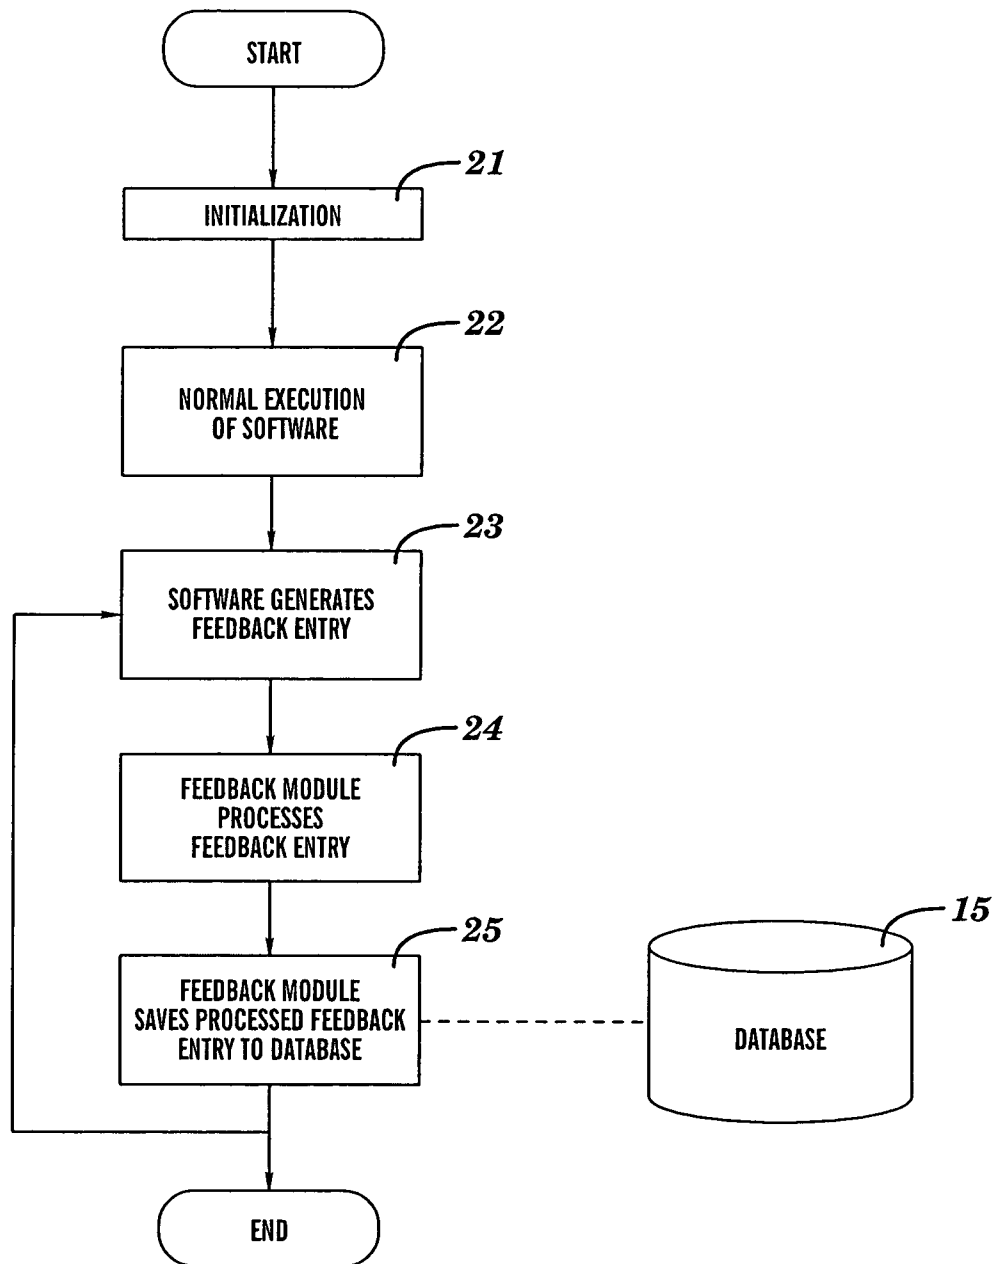 START
21
INITIALIZATION
22
NORMAL EXECUTION
OF SOFTWARE
23
SOFTWARE GENERATES
FEEDBACK ENTRY
24
FEEDBACK MODULE
PROCESSES
FEEDBACK ENTRY
25
FEEDBACK MODULE
SAVES PROCESSED FEEDBACK
ENTRY TO DATABASE
15
DATABASE
END